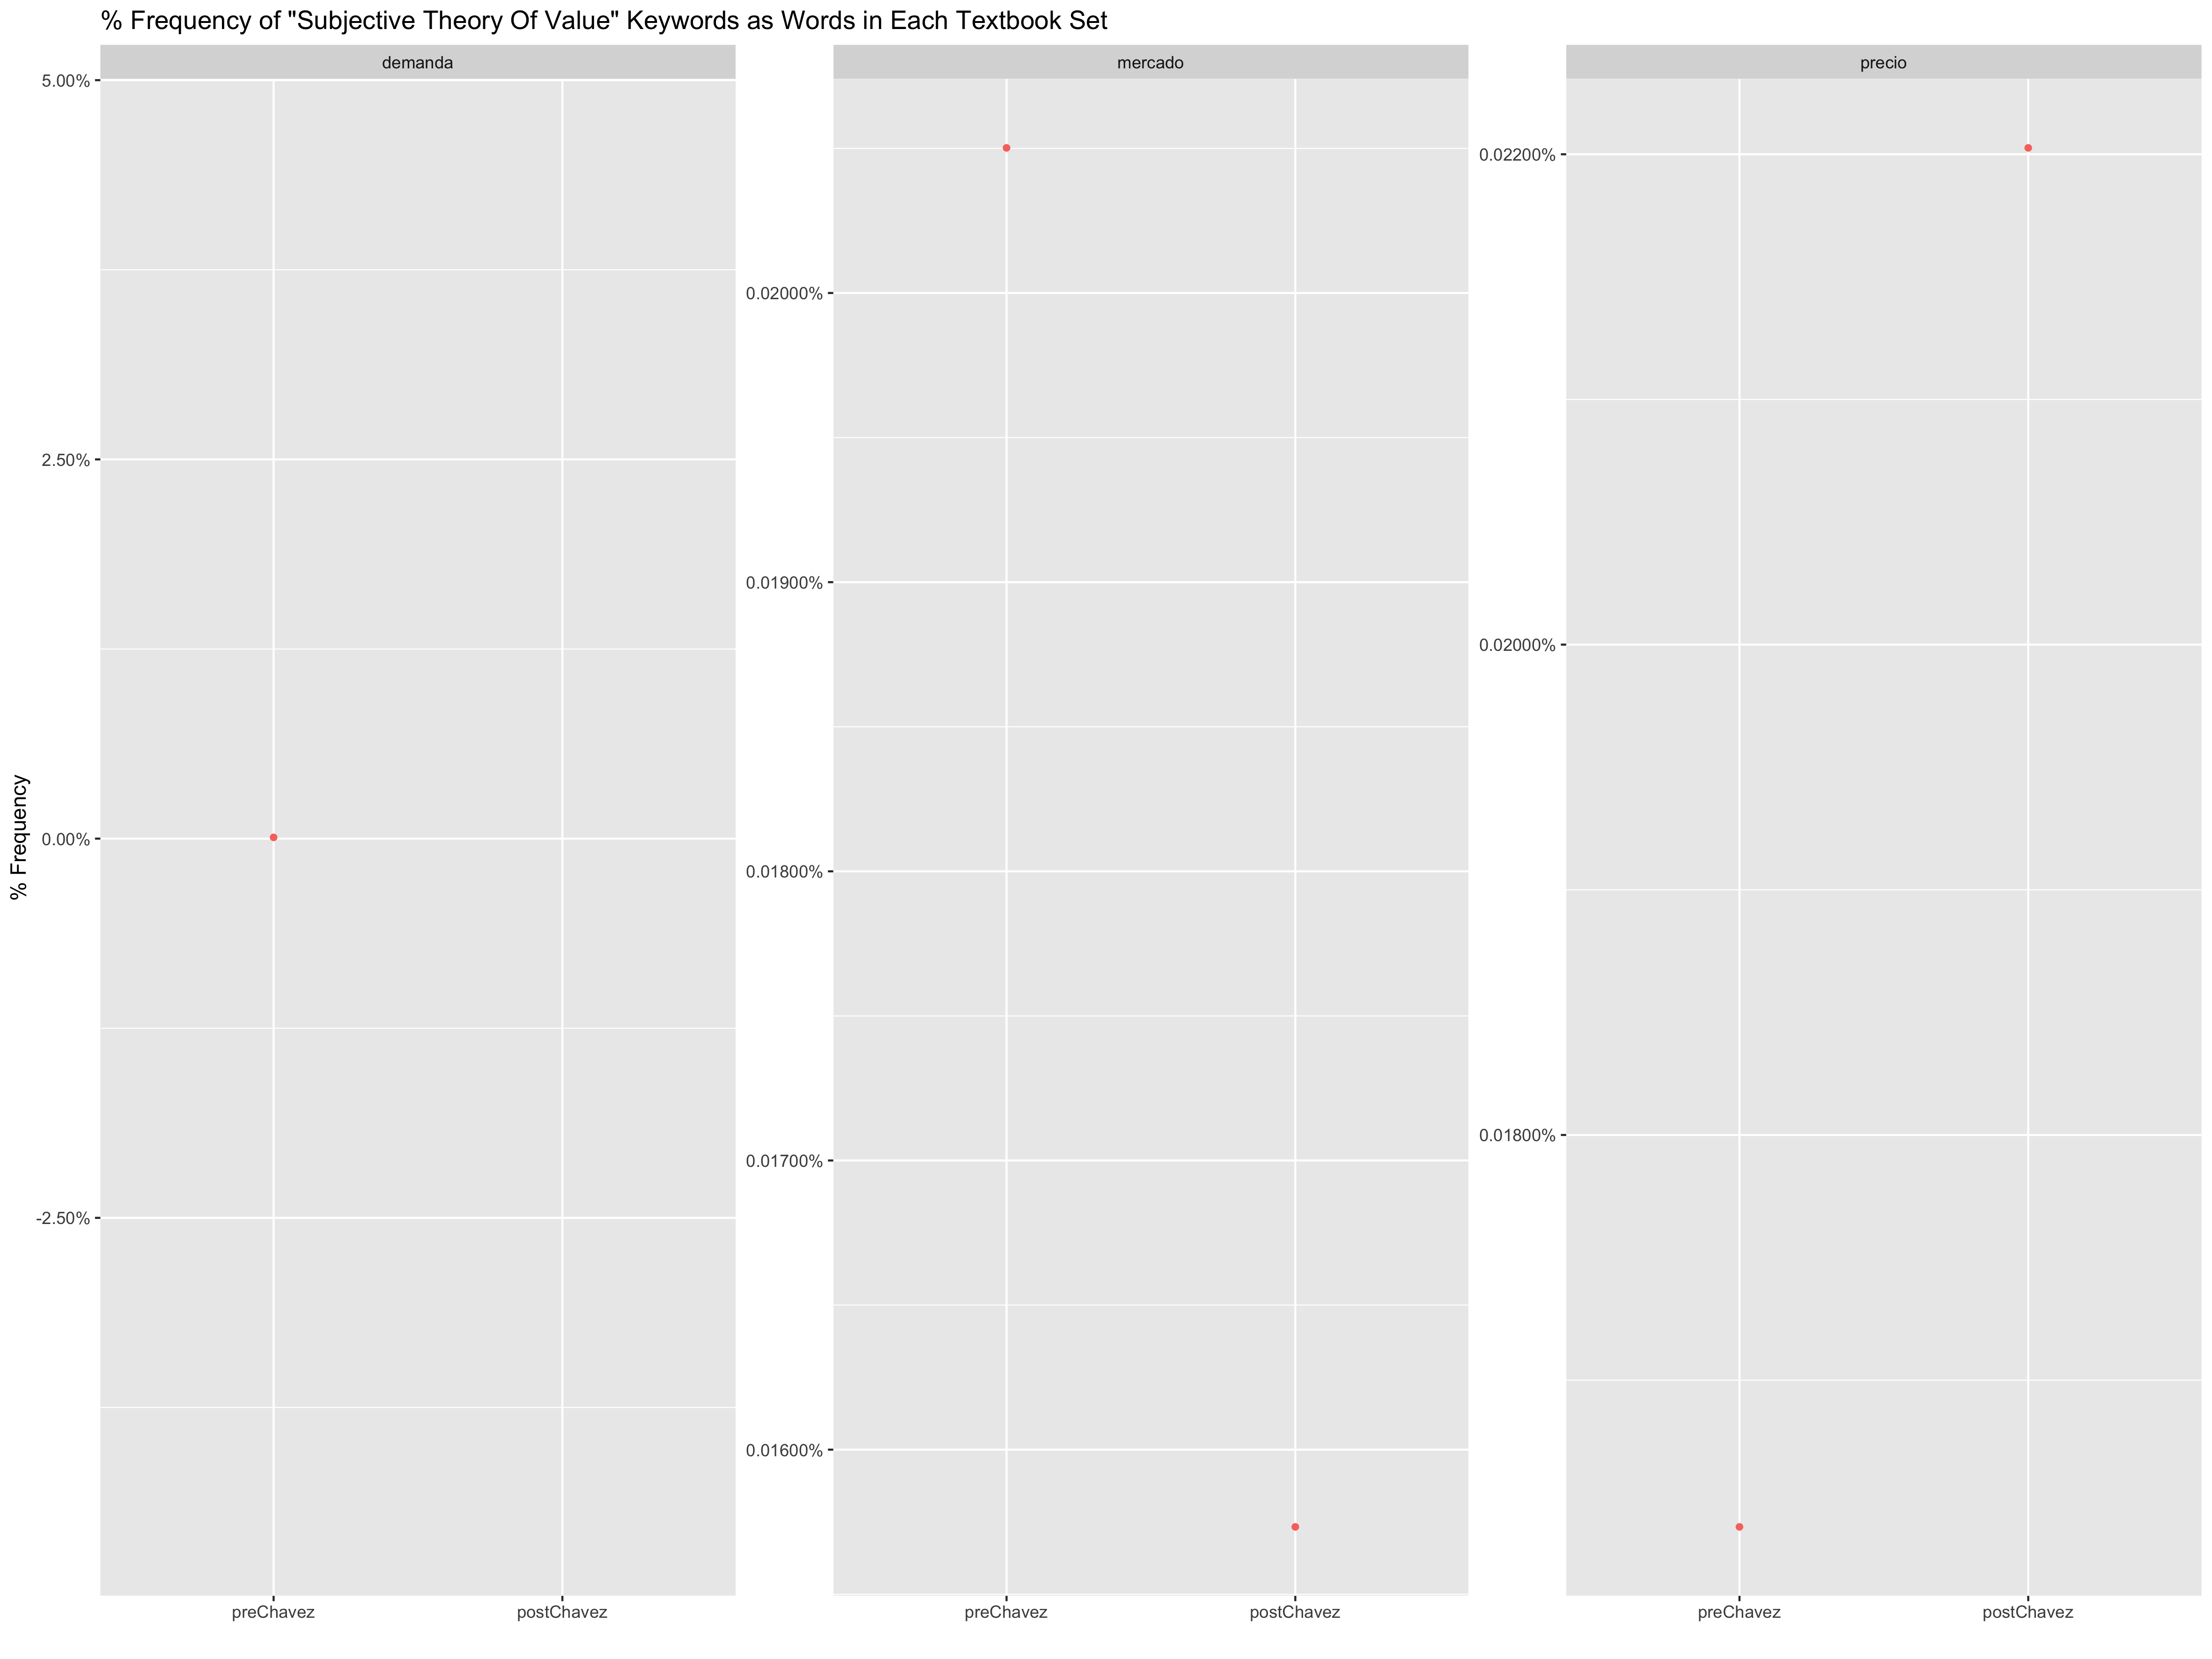 % Frequency of "Subjective Theory Of Value" Keywords as Words in Each Textbook Set
% Frequency
demanda
5.00%
2.50%
0.00%
-2.50%
preChavez
postChavez
mercado
0.02000%
0.01900%
0.01800%
0.01700%
0.01600%
preChavez
postChavez
precio
0.02200%
0.02000%
0.01800%
preChavez
postChavez